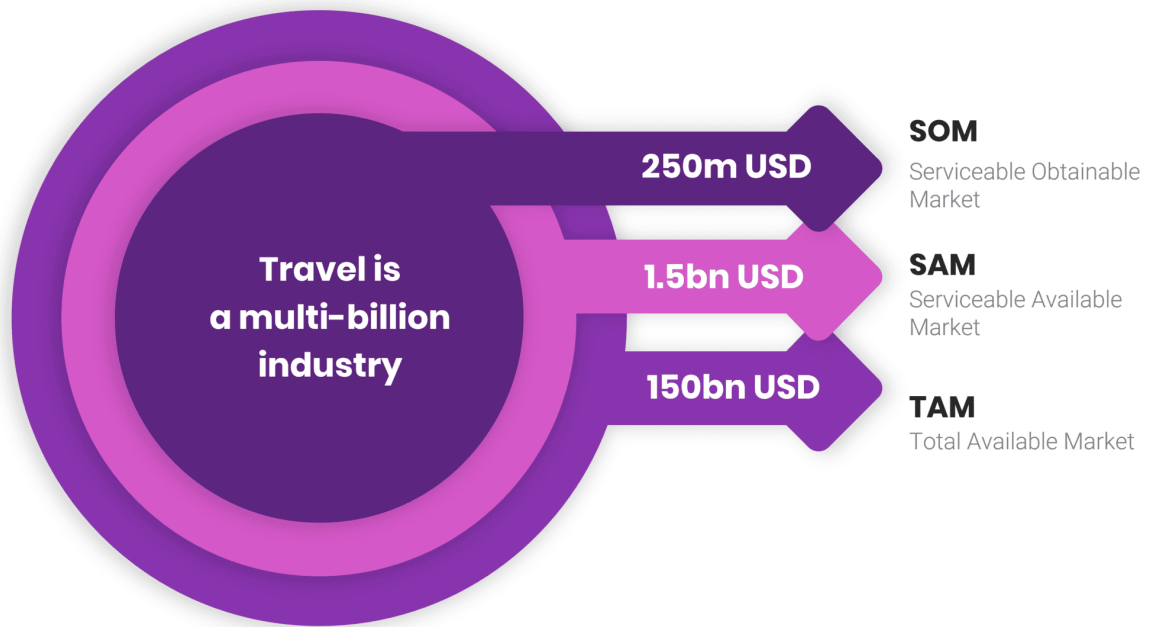 Travel is
a multi-billion
industry
250m USD
SOM
Serviceable Obtainable
Market
1.5bn USD
SAM
Serviceable Available
Market
150bn USD
TAM
Total Available Market